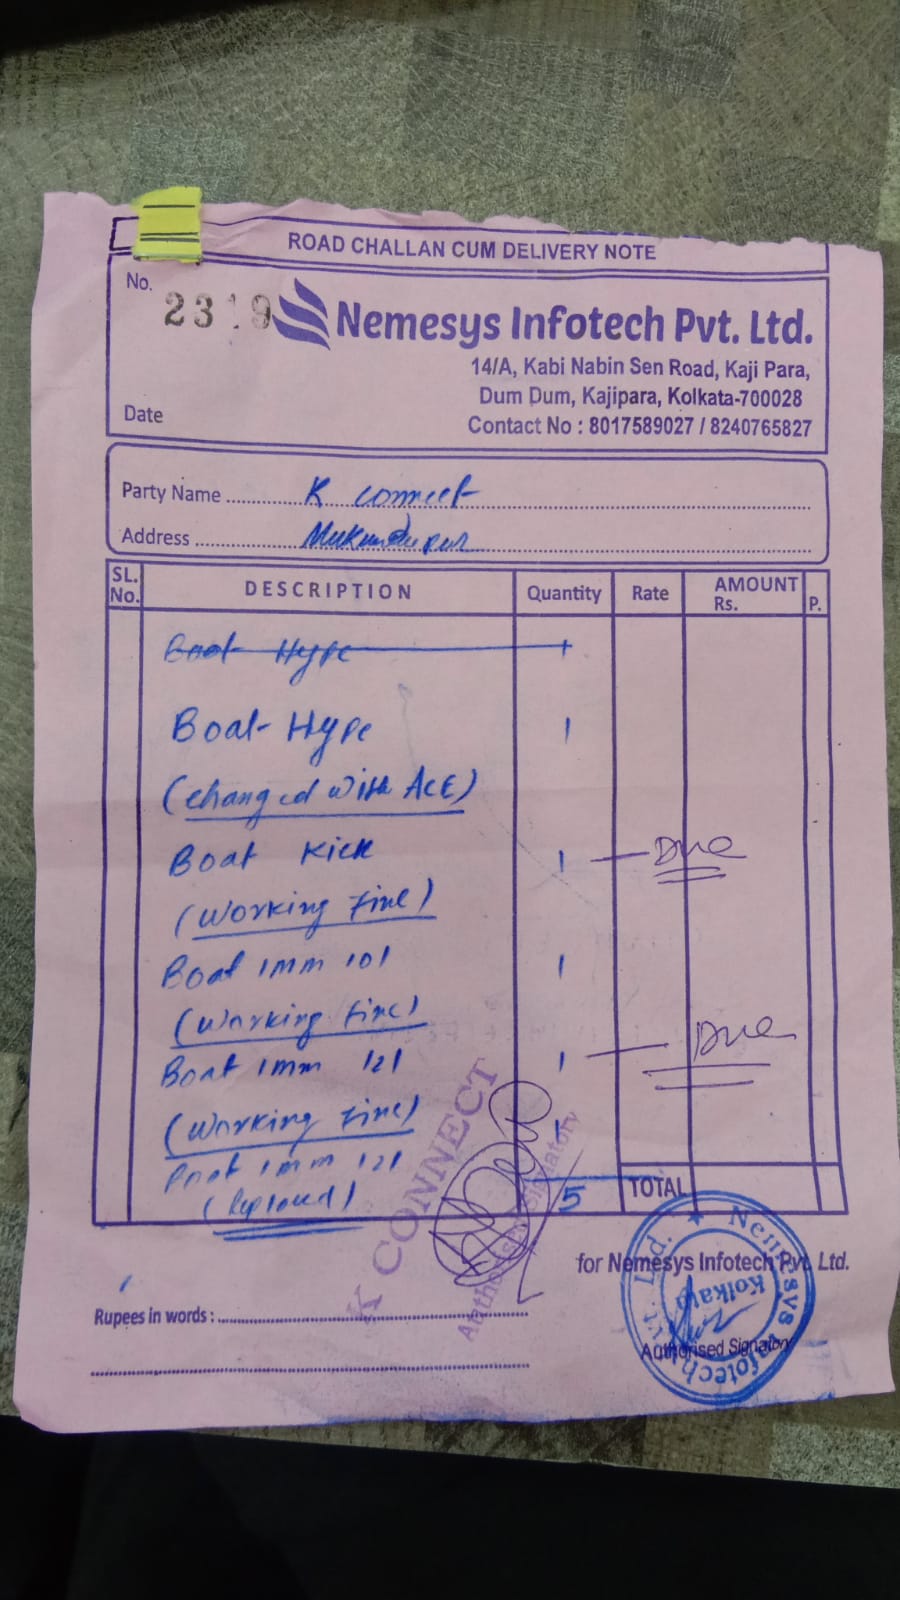 ROAD CHALLAN CUM DELIVERY NOTE
No.
2319
Nemesys Infotech Pvt. Ltd.
14/A, Kabi Nabin Sen Road, Kaji Para,
Dum Dum, Kajipara, Kolkata-700028
Contact No : 8017589027 / 8240765827
Date
Party Name K Connect
Address Mukundupur
SL. No. DESCRIPTION Quantity Rate AMOUNT Rs. P.
Boat Hype 1
Boat Hype 1
(changed with ACE)
Boat Kick 1 — Due
(Working Fine)
Boat 1mm 101 1
(Working Fine)
Boat 1mm 121 1 — Due
(Working Fine)
Boat 1mm 121
(Replaced)
5 TOTAL
K CONNECT
Authorised Signatory
for Nemesys Infotech Pvt. Ltd.
Nemesys Infotech Pvt. Ltd.
Kolkata
Rupees in words :
Authorised Signatory